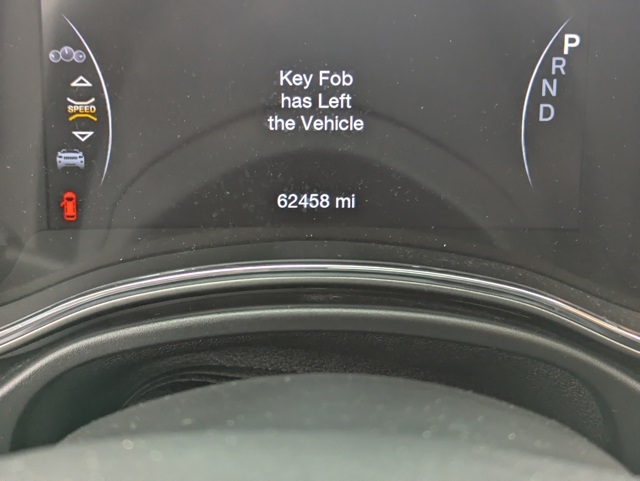 Key Fob
has Left
the Vehicle
62458 mi
SPEED
P
R
N
D